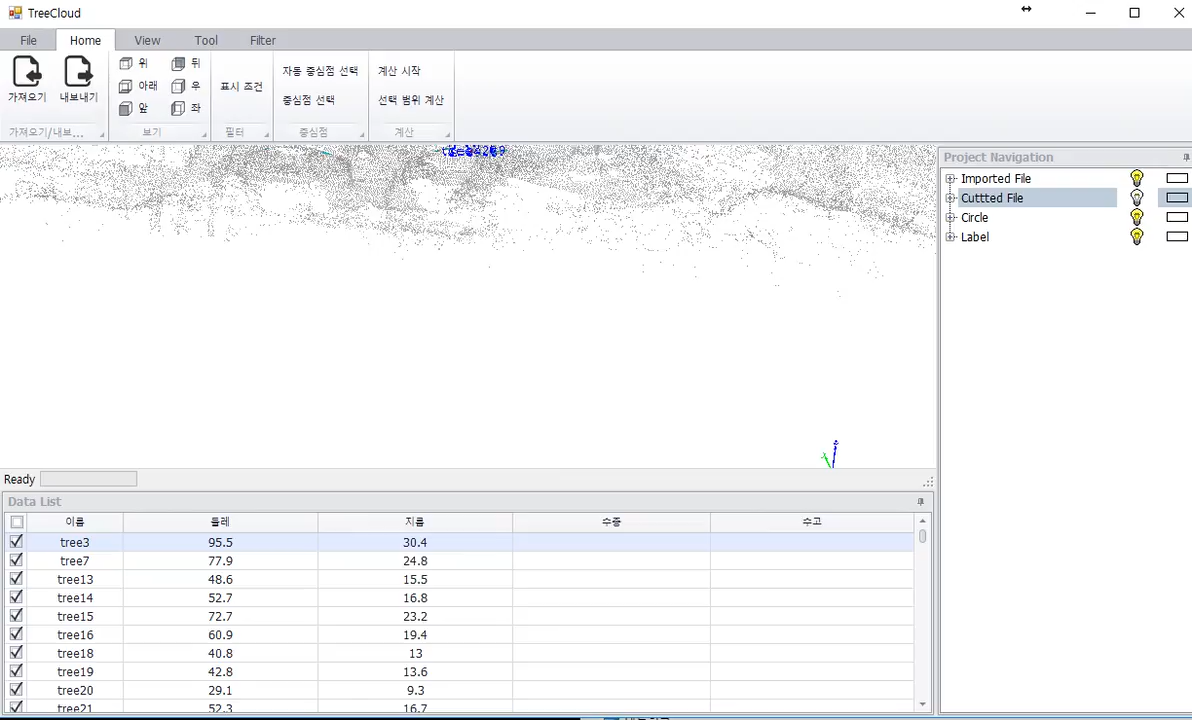 TreeCloud
File Home View Tool Filter
가져오기 내보내기
위 뒤
아래 우
앞 좌
표시 조건
자동 중심점 선택
중심점 선택
계산 시작
선택 범위 계산
가져오기/내보... 보기 필터 중심점 계산
Project Navigation
Imported File
Cuttted File
Circle
Label
Ready
Data List
이름 둘레 지름 수종 수고
tree3 95.5 30.4
tree7 77.9 24.8
tree13 48.6 15.5
tree14 52.7 16.8
tree15 72.7 23.2
tree16 60.9 19.4
tree18 40.8 13
tree19 42.8 13.6
tree20 29.1 9.3
tree21 52.3 16.7